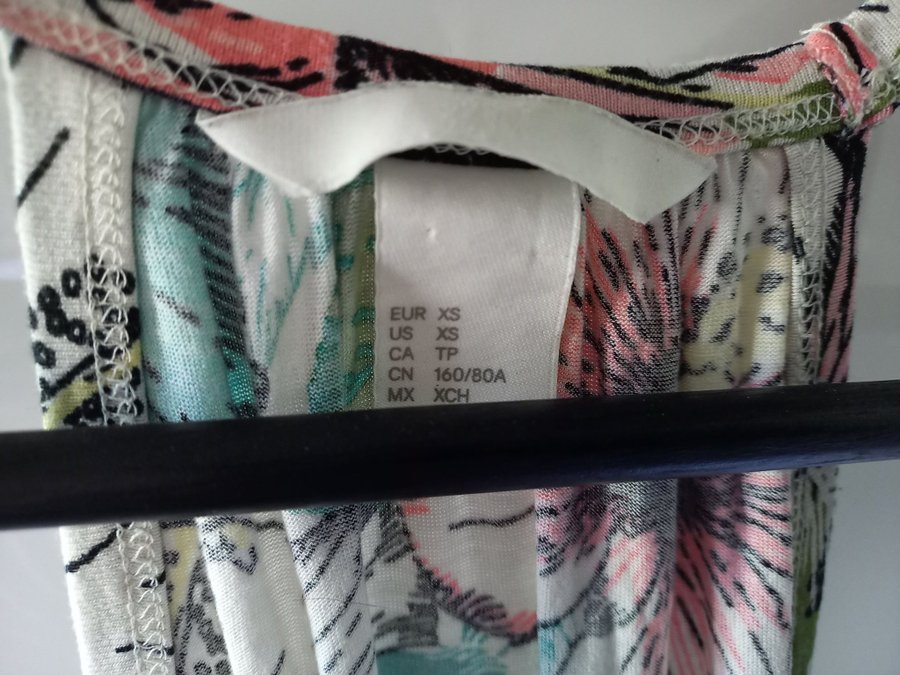 EUR XS
US XS
CA TP
CN 160/80A
MX XCH